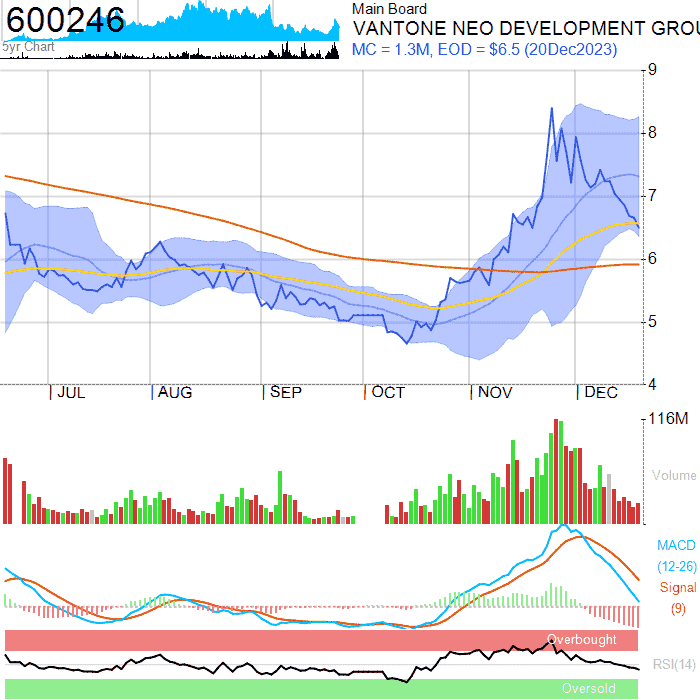 600246
5yr Chart
Main Board
VANTONE NEO DEVELOPMENT GROU
MC = 1.3M, EOD = $6.5 (20Dec2023)
9
8
7
6
5
4
JUL AUG SEP OCT NOV DEC
116M
Volume
MACD
(12-26)
Signal
(9)
Overbought
RSI(14)
Oversold